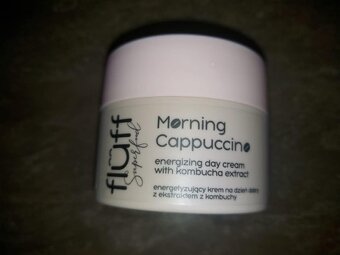 fluff
Superfood
Morning
Cappuccino
energizing day cream
with kombucha extract
energetyzujący krem na dzień dobry
z ekstraktem z kombuchy